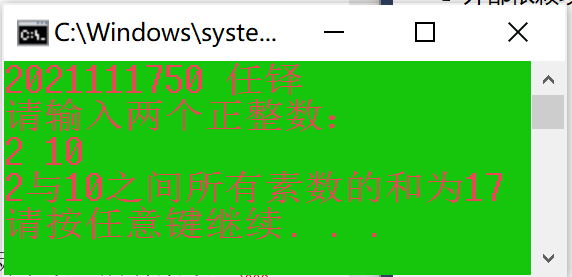 C:\Windows\syste...
2021111750 任铎
请输入两个正整数：
2 10
2与10之间所有素数的和为17
请按任意键继续. . .